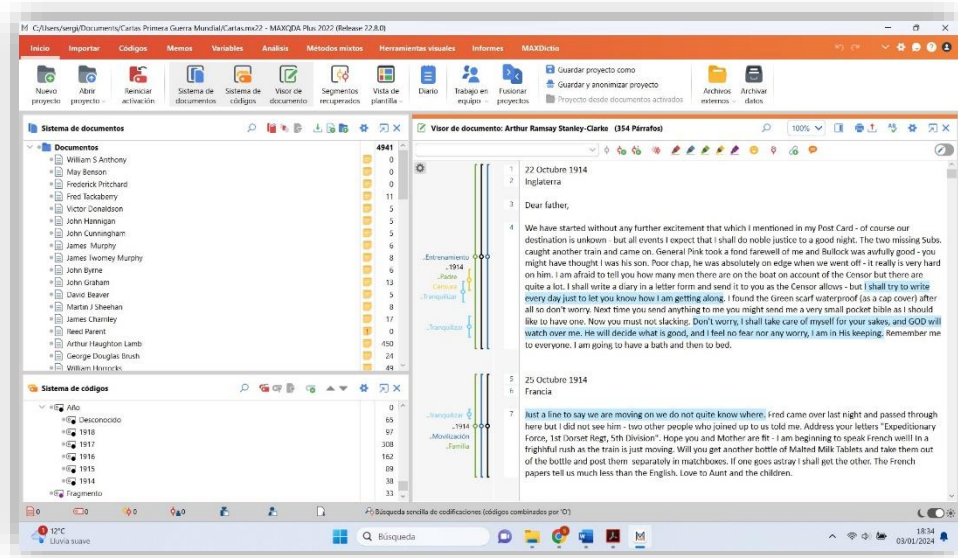 C:/Users/sergi/Documents/Cartas Primera Guerra Mundial/Cartas.mx22 - MAXQDA Plus 2022 (Release 22.8.0)
Inicio Importar Códigos Memos Variables Análisis Métodos mixtos Herramientas visuales Informes MAXDictio
Nuevo proyecto
Abrir proyecto
Reiniciar activación
Sistema de documentos
Sistema de códigos
Visor de documento
Segmentos recuperados
Vista de plantilla
Diario
Trabajo en equipo
Fusionar proyectos
Guardar proyecto como
Guardar y anonimizar proyecto
Proyecto desde documentos activados
Archivos externos
Archivar datos
Sistema de documentos
Documentos 4941
William S Anthony 0
May Benson 0
Frederick Pritchard 0
Fred Tackaberry 11
Victor Donaldson 5
John Hannigan 5
John Cunningham 5
James Murphy 6
James Twomey Murphy 8
John Byrne 6
John Graham 13
David Beaver 5
Martin J Sheehan 8
James Charnley 17
Reed Parent 0
Arthur Haughton Lamb 450
George Douglas Brush 24
William Horrocks 49
Sistema de códigos
Año 0
Desconocido 65
1918 97
1917 308
1916 162
1915 89
1914 38
Fragmento 33
Visor de documento: Arthur Ramsay Stanley-Clarke (354 Párrafos)
100%
1 22 Octubre 1914
2 Inglaterra
3 Dear father,
4 We have started without any further excitement that which I mentioned in my Post Card - of course our
destination is unkown - but all events I expect that I shall do noble justice to a good night. The two missing Subs.
caught another train and came on. General Pink took a fond farewell of me and Bullock was awfully good - you
might have thought I was his son. Poor chap, he was absolutely on edge when we went off - it really is very hard
on him. I am afraid to tell you how many men there are on the boat on account of the Censor but there are
quite a lot. I shall write a diary in a letter form and send it to you as the Censor allows - but I shall try to write
every day just to let you know how I am getting along. I found the Green scarf waterproof (as a cap cover) after
all so don't worry. Next time you send anything to me you might send me a very small pocket bible as I should
like to have one. Now you must not slacking. Don't worry, I shall take care of myself for your sakes, and GOD will
watch over me. He will decide what is good, and I feel no fear nor any worry, I am in His keeping. Remember me
to everyone. I am going to have a bath and then to bed.
..Entrenamiento
..1914
..Padre
Censura
..Tranquilizar
..Tranquilizar
5 25 Octubre 1914
6 Francia
7 Just a line to say we are moving on we do not quite know where. Fred came over last night and passed through
here but I did not see him - two other people who joined up to us told me. Address your letters "Expeditionary
Force, 1st Dorset Regt, 5th Division". Hope you and Mother are fit - I am beginning to speak French well! In a
frighhful rush as the train is just moving. Will you get another bottle of Malted Milk Tablets and take them out
of the bottle and post them separately in matchboxes. If one goes astray I shall get the other. The French
papers tell us much less than the English. Love to Aunt and the children.
..Tranquilizar
..1914
..Movilización
..Familia
0 0 0 0
Búsqueda sencilla de codificaciones (códigos combinados por 'O')
12°C
Lluvia suave
Búsqueda
18:34
03/01/2024